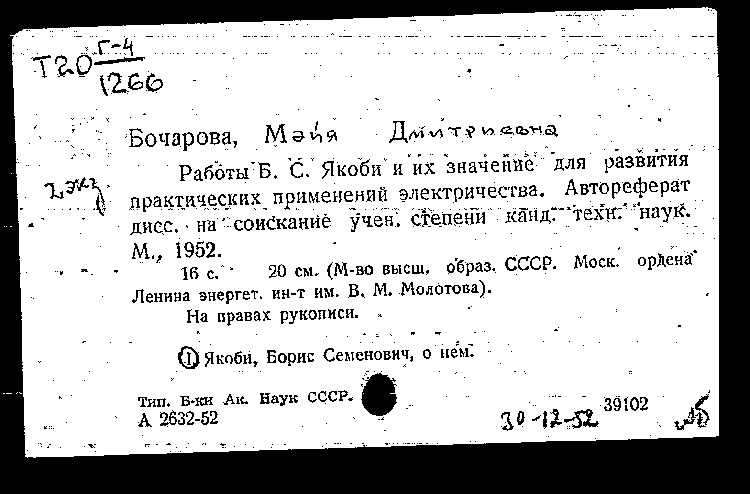 Т20 Г-4
1266
Бочарова, Майя Дмитриевна
Работы Б. С. Якоби и их значение для развития
2 экз
практических применений электричества. Автореферат
дисс. на соискание учен. степени канд. техн. наук.
М., 1952.
16 с. 20 см. (М-во высш. образ. СССР. Моск. ордена
Ленина энергет. ин-т им. В. М. Молотова).
На правах рукописи.
1 Якоби, Борис Семенович, о нем.
Тип. Б-ки Ак. Наук СССР.
А 2632-52
30-12-52 39102